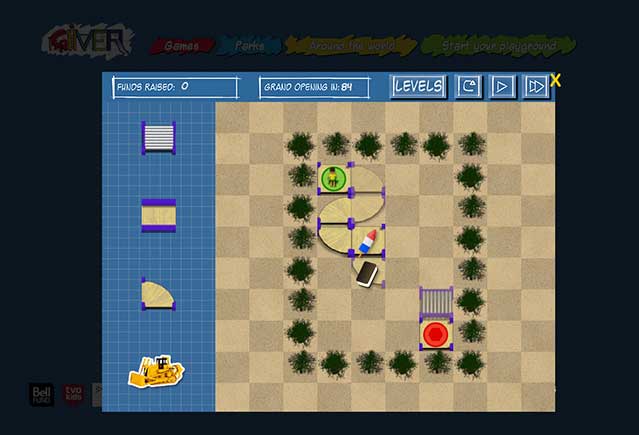 GIVER
Games
Parks
Around the world
Start your playground
FUNDS RAISED: 0
GRAND OPENING IN: 84
LEVELS
X
Bell
FUND
tvo
kids